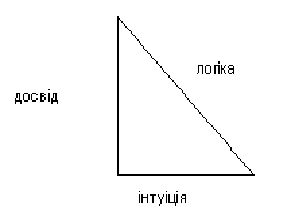 логіка
досвід
інтуіція